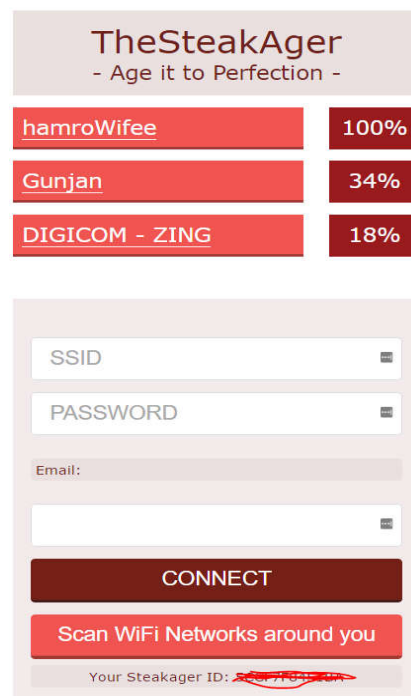 TheSteakAger
- Age it to Perfection -
hamroWifee 100%
Gunjan 34%
DIGICOM - ZING 18%
SSID
PASSWORD
Email:
CONNECT
Scan WiFi Networks around you
Your Steakager ID: